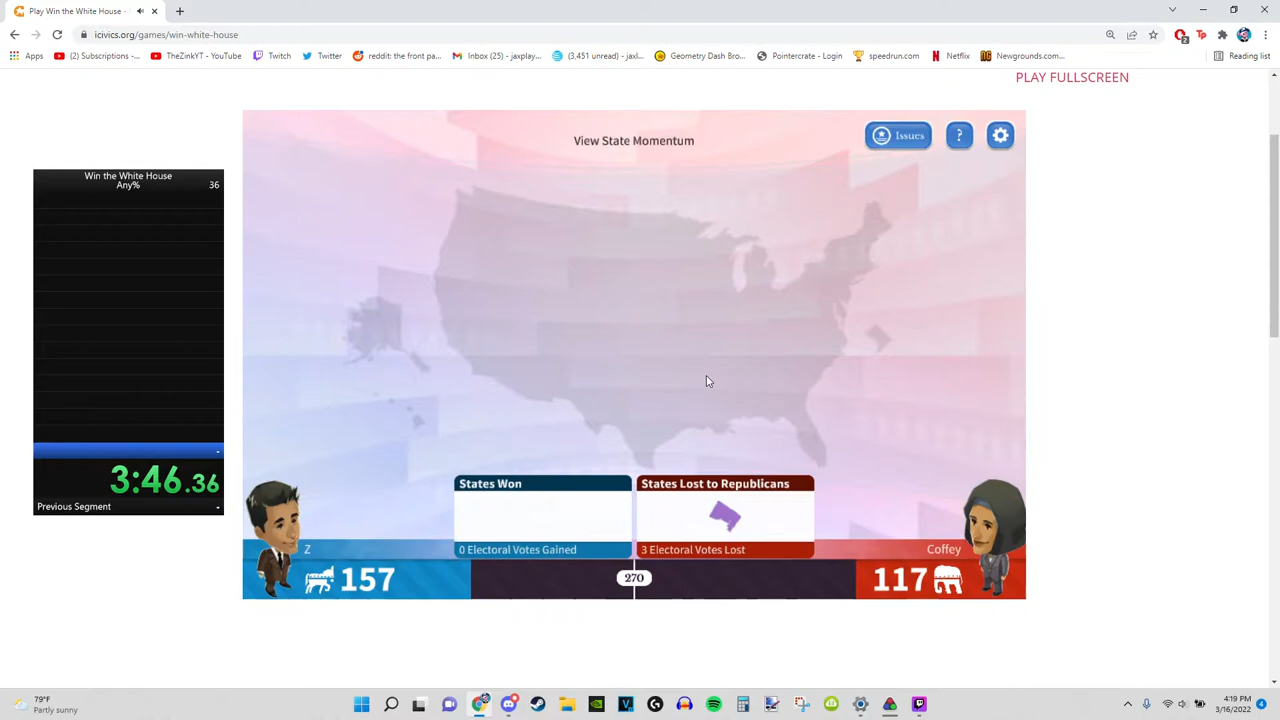 Play Win the White House -
icivics.org/games/win-white-house
Apps
YouTube (3) Subscriptions -...
TheZinkYT - YouTube
Twitch
Twitter
reddit: the front pa...
Inbox (25) - jaxplay...
(3,451 unread) - jaxl...
Geometry Dash Bro...
Pointercrate - Login
speedrun.com
Netflix
Newgrounds.com...
Reading list
PLAY FULLSCREEN
Win the White House
Any% 36
-
3:46.36
Previous Segment -
View State Momentum
Issues
?
States Won
0 Electoral Votes Gained
States Lost to Republicans
3 Electoral Votes Lost
Z
Coffey
157
270
117
79°F
Partly sunny
4:19 PM
3/16/2022